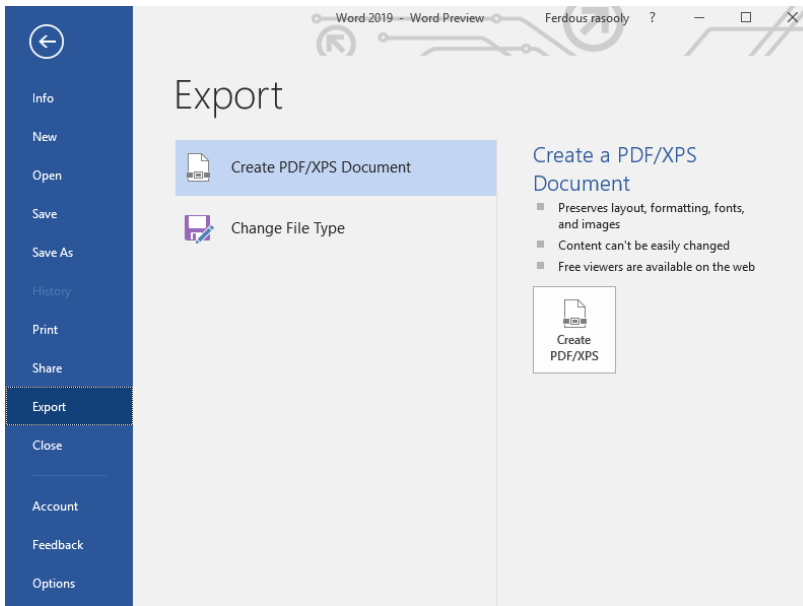 Word 2019 - Word Preview
Ferdous rasooly
?
Info
New
Open
Save
Save As
History
Print
Share
Export
Close
Account
Feedback
Options
Export
Create PDF/XPS Document
Change File Type
Create a PDF/XPS
Document
Preserves layout, formatting, fonts,
and images
Content can't be easily changed
Free viewers are available on the web
Create
PDF/XPS